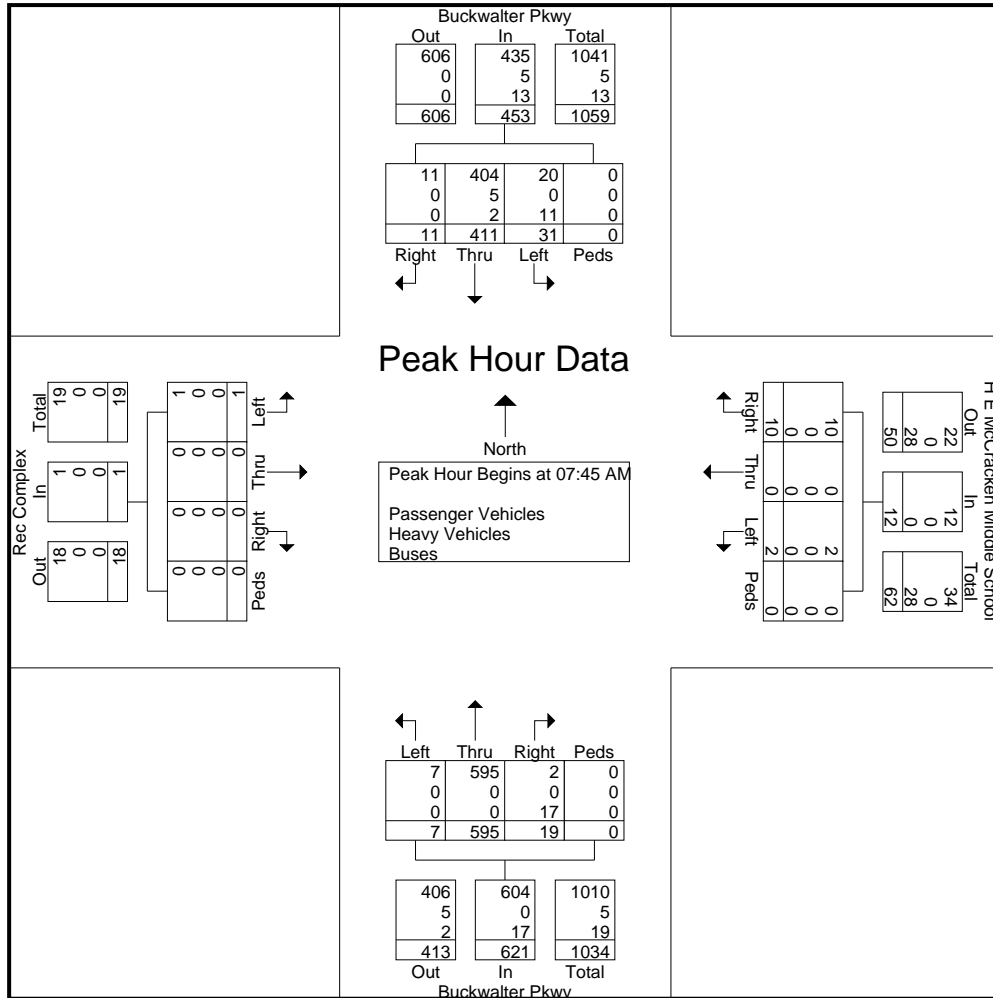 Buckwalter Pkwy
Out In Total
606 435 1041
0 5 5
0 13 13
606 453 1059
11 404 20 0
0 5 0 0
0 2 11 0
11 411 31 0
Right Thru Left Peds
Peak Hour Data
North
Peak Hour Begins at 07:45 AM
Passenger Vehicles
Heavy Vehicles
Buses
Rec Complex
Out In Total
18 1 19
0 0 0
0 0 0
18 1 19
0 0 0 1
0 0 0 0
0 0 0 0
0 0 0 1
Peds Right Thru Left
H E McCracken Middle School
Out In Total
22 12 34
0 0 0
28 0 28
50 12 62
10 0 2 0
0 0 0 0
0 0 0 0
10 0 2 0
Right Thru Left Peds
Left Thru Right Peds
7 595 2 0
0 0 0 0
0 0 17 0
7 595 19 0
406 604 1010
5 0 5
2 17 19
413 621 1034
Out In Total
Buckwalter Pkwy